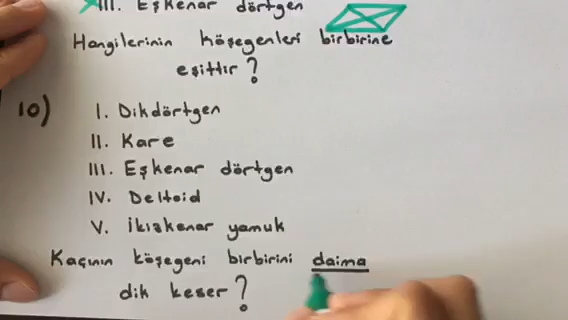 III. Eşkenar dörtgen
Hangilerinin köşegenleri birbirine
eşittir?
10)
I. Dikdörtgen
II. Kare
III. Eşkenar dörtgen
IV. Deltoid
V. İkizkenar yamuk
Kaçının köşegeni birbirini daima
dik keser?